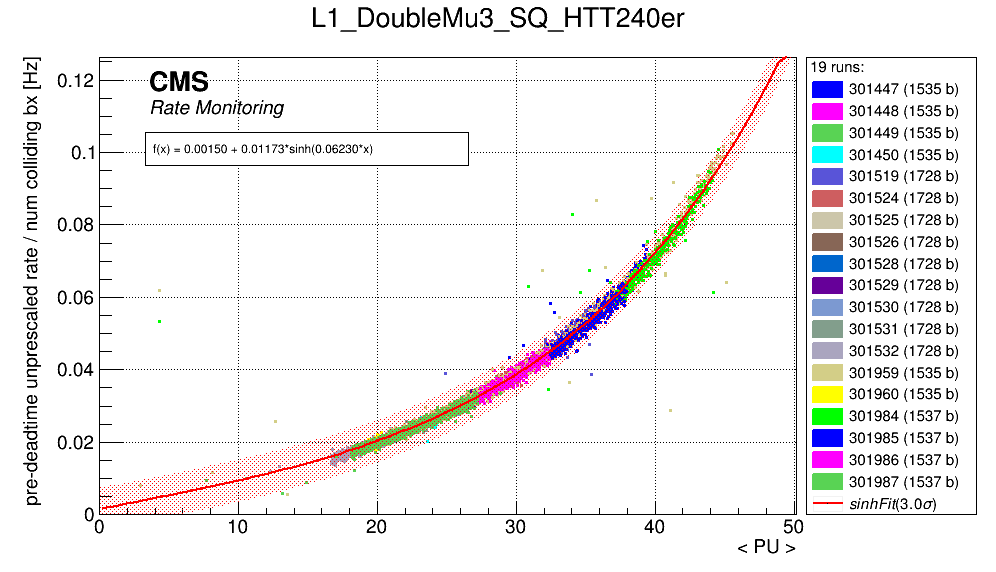 L1_DoubleMu3_SQ_HTT240er
pre-deadtime unprescaled rate / num colliding bx [Hz]
CMS
Rate Monitoring
f(x) = 0.00150 + 0.01173*sinh(0.06230*x)
0.12
0.1
0.08
0.06
0.04
0.02
0
0 10 20 30 40 50
< PU >
19 runs:
301447 (1535 b)
301448 (1535 b)
301449 (1535 b)
301450 (1535 b)
301519 (1728 b)
301524 (1728 b)
301525 (1728 b)
301526 (1728 b)
301528 (1728 b)
301529 (1728 b)
301530 (1728 b)
301531 (1728 b)
301532 (1728 b)
301959 (1535 b)
301960 (1535 b)
301984 (1537 b)
301985 (1537 b)
301986 (1537 b)
301987 (1537 b)
sinhFit(3.0σ)